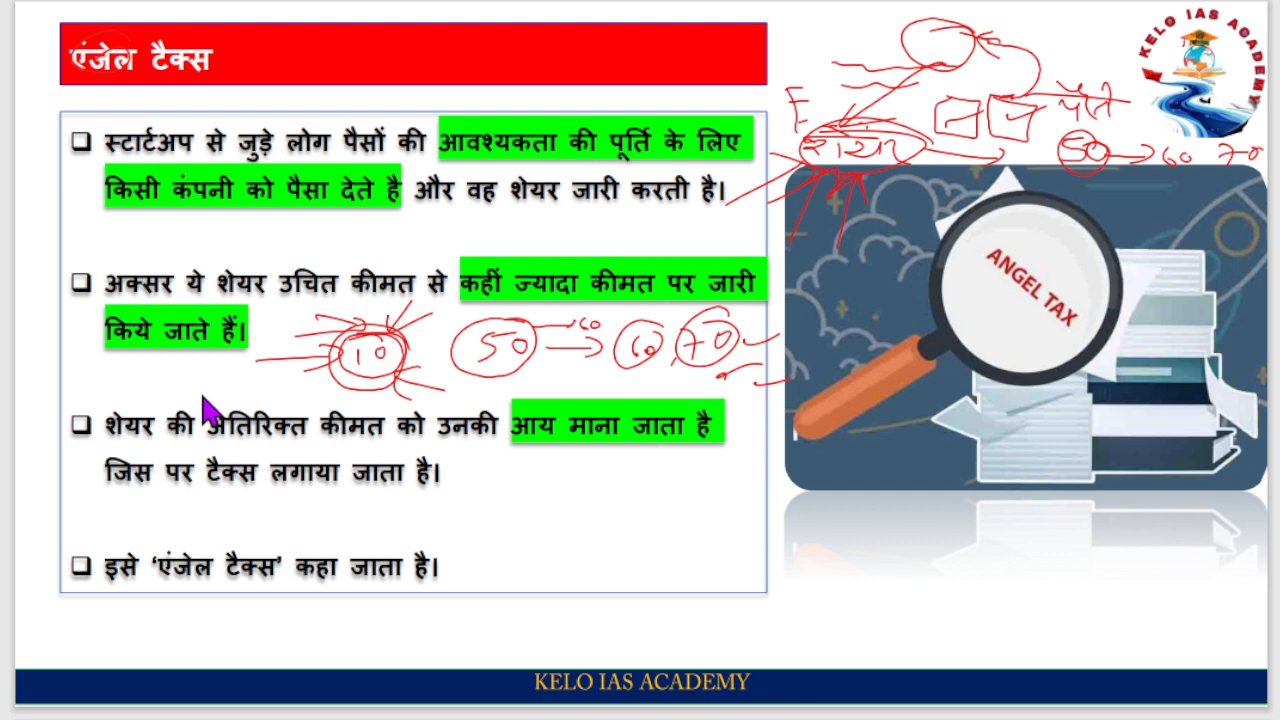 एंजेल टैक्स
KELO IAS ACADEMY
स्टार्टअप से जुड़े लोग पैसों की आवश्यकता की पूर्ति के लिए
किसी कंपनी को पैसा देते है और वह शेयर जारी करती है।
अक्सर ये शेयर उचित कीमत से कहीं ज्यादा कीमत पर जारी
किये जाते हैं।
10 50 60 60, 70
शेयर की अतिरिक्त कीमत को उनकी आय माना जाता है
जिस पर टैक्स लगाया जाता है।
इसे ‘एंजेल टैक्स’ कहा जाता है।
50 60 70
ANGEL TAX
KELO IAS ACADEMY